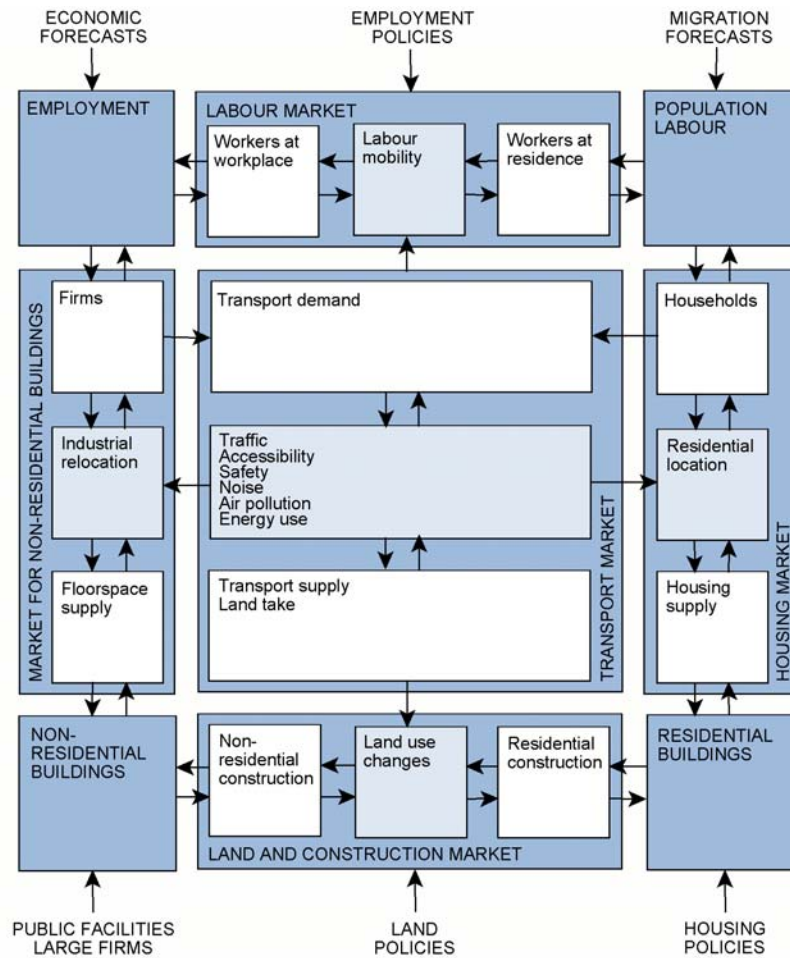 ECONOMIC
FORECASTS
EMPLOYMENT
POLICIES
MIGRATION
FORECASTS
EMPLOYMENT
LABOUR MARKET
Workers at
workplace
Labour
mobility
Workers at
residence
POPULATION
LABOUR
MARKET FOR NON-RESIDENTIAL BUILDINGS
Firms
Industrial
relocation
Floorspace
supply
Transport demand
Traffic
Accessibility
Safety
Noise
Air pollution
Energy use
Transport supply
Land take
TRANSPORT MARKET
Households
Residential
location
Housing
supply
HOUSING MARKET
NON-
RESIDENTIAL
BUILDINGS
Non-
residential
construction
Land use
changes
Residential
construction
LAND AND CONSTRUCTION MARKET
RESIDENTIAL
BUILDINGS
PUBLIC FACILITIES
LARGE FIRMS
LAND
POLICIES
HOUSING
POLICIES